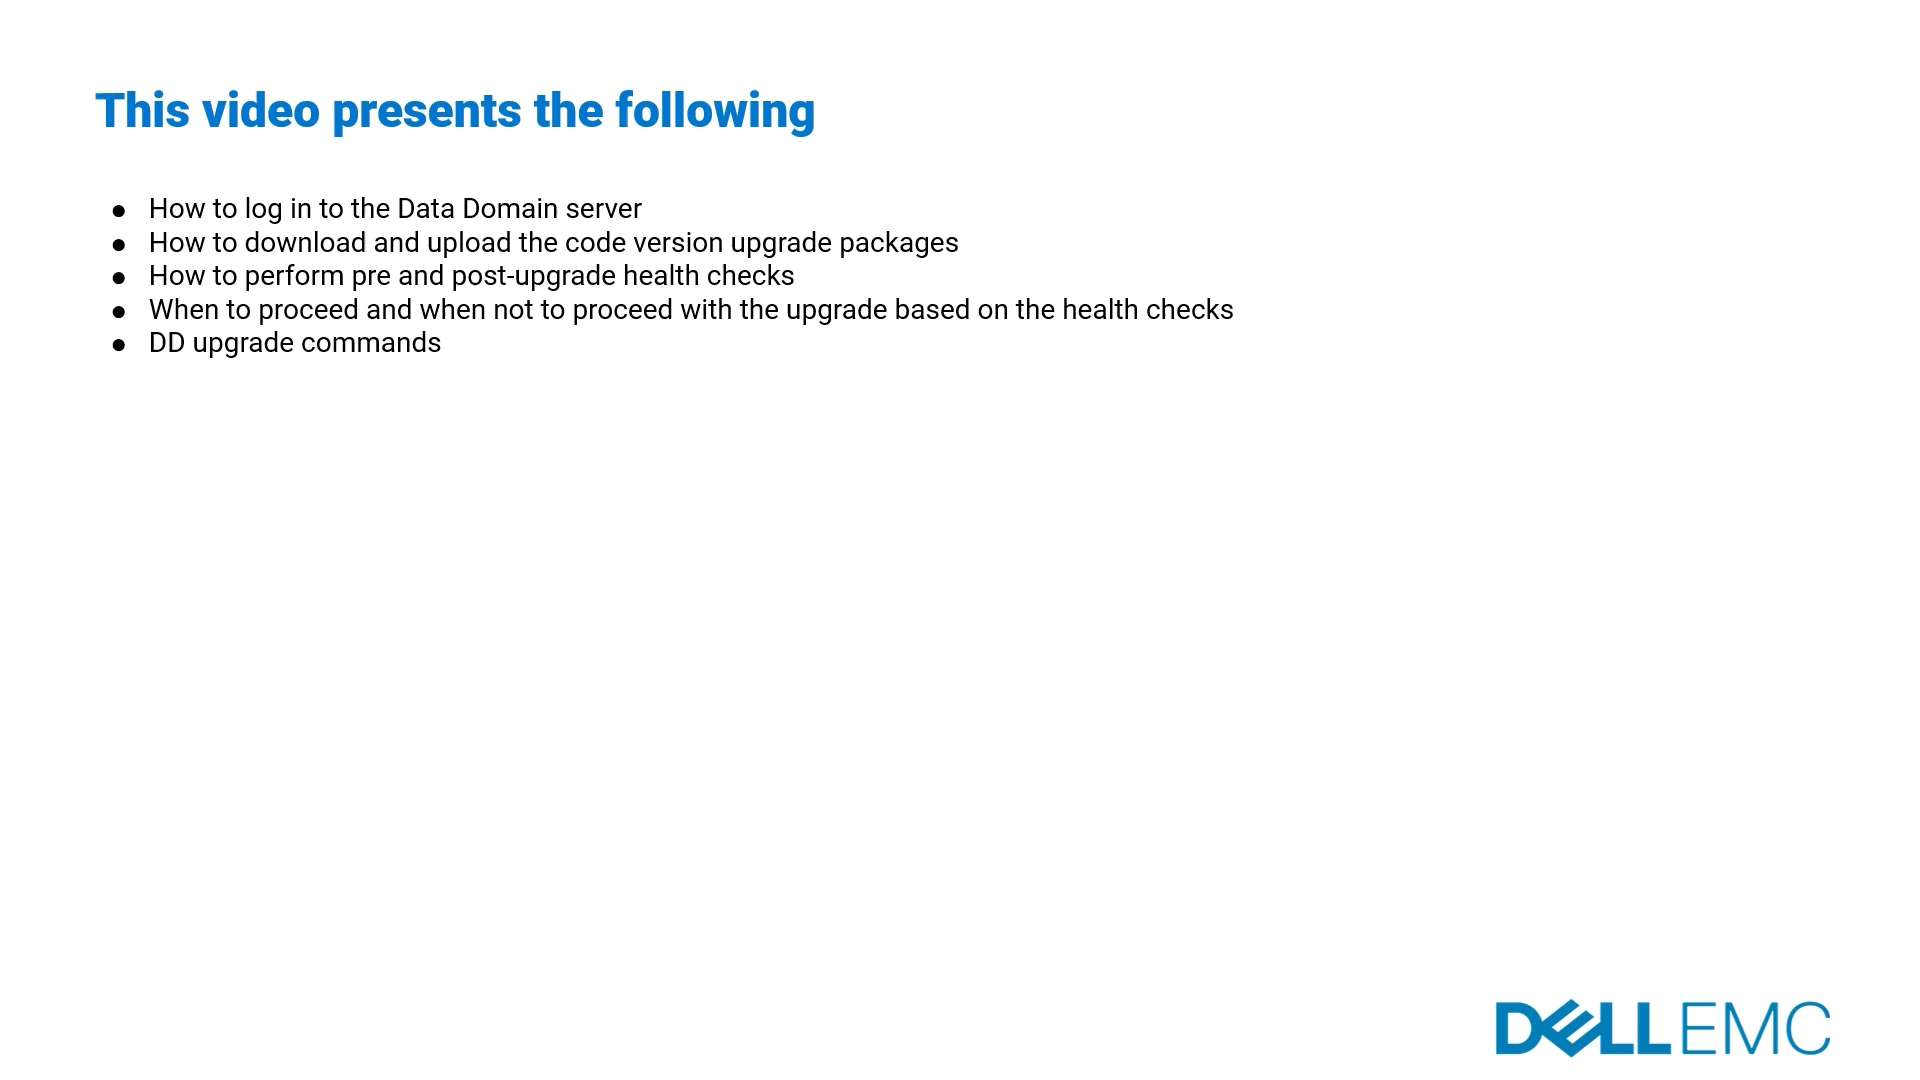 This video presents the following
● How to log in to the Data Domain server
● How to download and upload the code version upgrade packages
● How to perform pre and post-upgrade health checks
● When to proceed and when not to proceed with the upgrade based on the health checks
● DD upgrade commands
DELLEMC